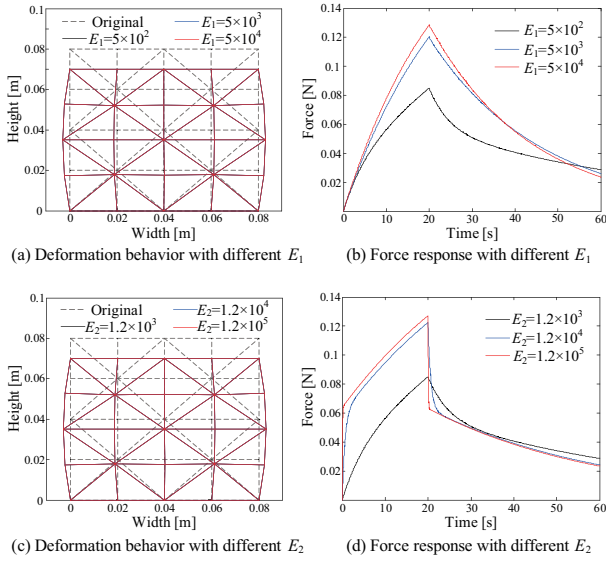 0.1
0.08
0.06
0.04
0.02
0
Height [m]
Original
E1=5×10^2
E1=5×10^3
E1=5×10^4
0 0.02 0.04 0.06 0.08
Width [m]
(a) Deformation behavior with different E1
0.14
0.12
0.10
0.08
0.06
0.04
0.02
Force [N]
E1=5×10^2
E1=5×10^3
E1=5×10^4
0 10 20 30 40 50 60
Time [s]
(b) Force response with different E1
0.1
0.08
0.06
0.04
0.02
0
Height [m]
Original
E2=1.2×10^3
E2=1.2×10^4
E2=1.2×10^5
0 0.02 0.04 0.06 0.08
Width [m]
(c) Deformation behavior with different E2
0.14
0.12
0.10
0.08
0.06
0.04
0.02
Force [N]
E2=1.2×10^3
E2=1.2×10^4
E2=1.2×10^5
0 10 20 30 40 50 60
Time [s]
(d) Force response with different E2